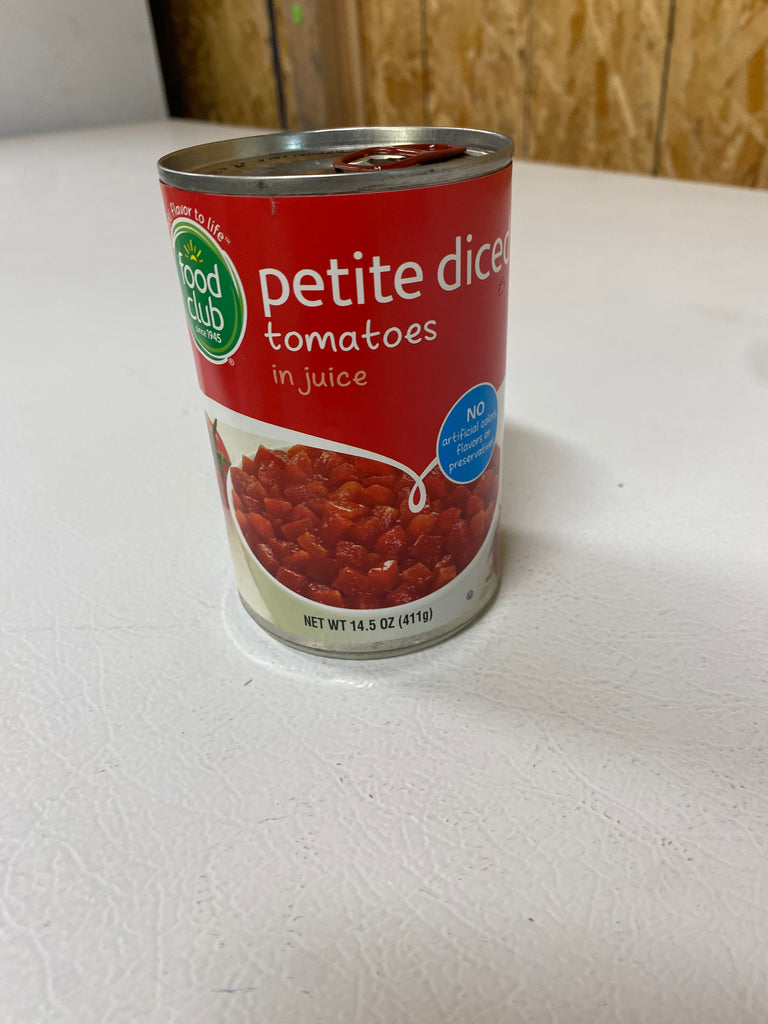 Flavor to life™
food
club
Since 1945
®
petite diced
tomatoes
in juice
NO
artificial colors,
flavors or
preservatives
NET WT 14.5 OZ (411g)